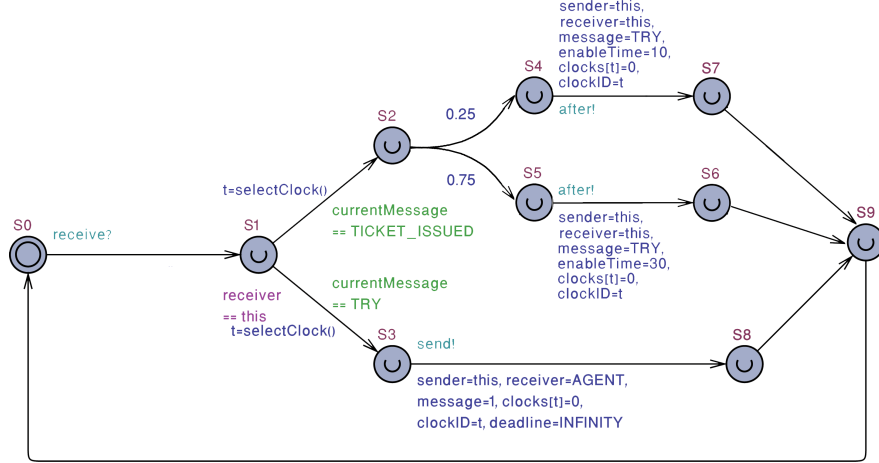 sender=this,
receiver=this,
message=TRY,
enableTime=10,
clocks[t]=0,
clockID=t
S4
S7
after!
0.25
S2
S5
0.75
after!
S6
t=selectClock()
currentMessage
== TICKET_ISSUED
sender=this,
receiver=this,
message=TRY,
enableTime=30,
clocks[t]=0,
clockID=t
S0
receive?
S1
S9
receiver
== this
currentMessage
== TRY
t=selectClock()
S3
send!
S8
sender=this, receiver=AGENT,
message=1, clocks[t]=0,
clockID=t, deadline=INFINITY